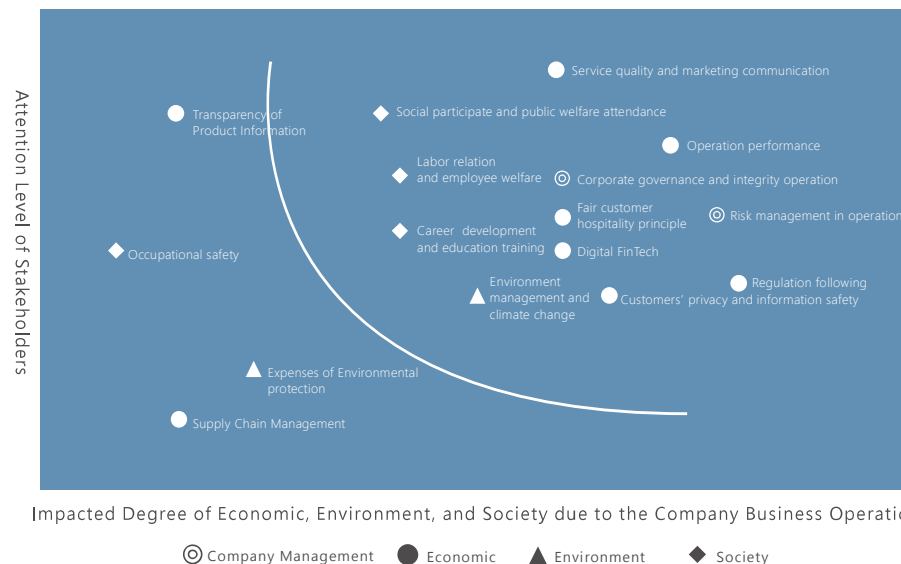 Attention Level of Stakeholders
Service quality and marketing communication
Transparency of
Product Information
Social participate and public welfare attendance
Operation performance
Labor relation
and employee welfare
Corporate governance and integrity operation
Fair customer
hospitality principle
Risk management in operation
Career development
and education training
Digital FinTech
Occupational safety
Environment
management and
climate change
Regulation following
Customers' privacy and information safety
Expenses of Environmental
protection
Supply Chain Management
Impacted Degree of Economic, Environment, and Society due to the Company Business Operatio
Company Management
Economic
Environment
Society